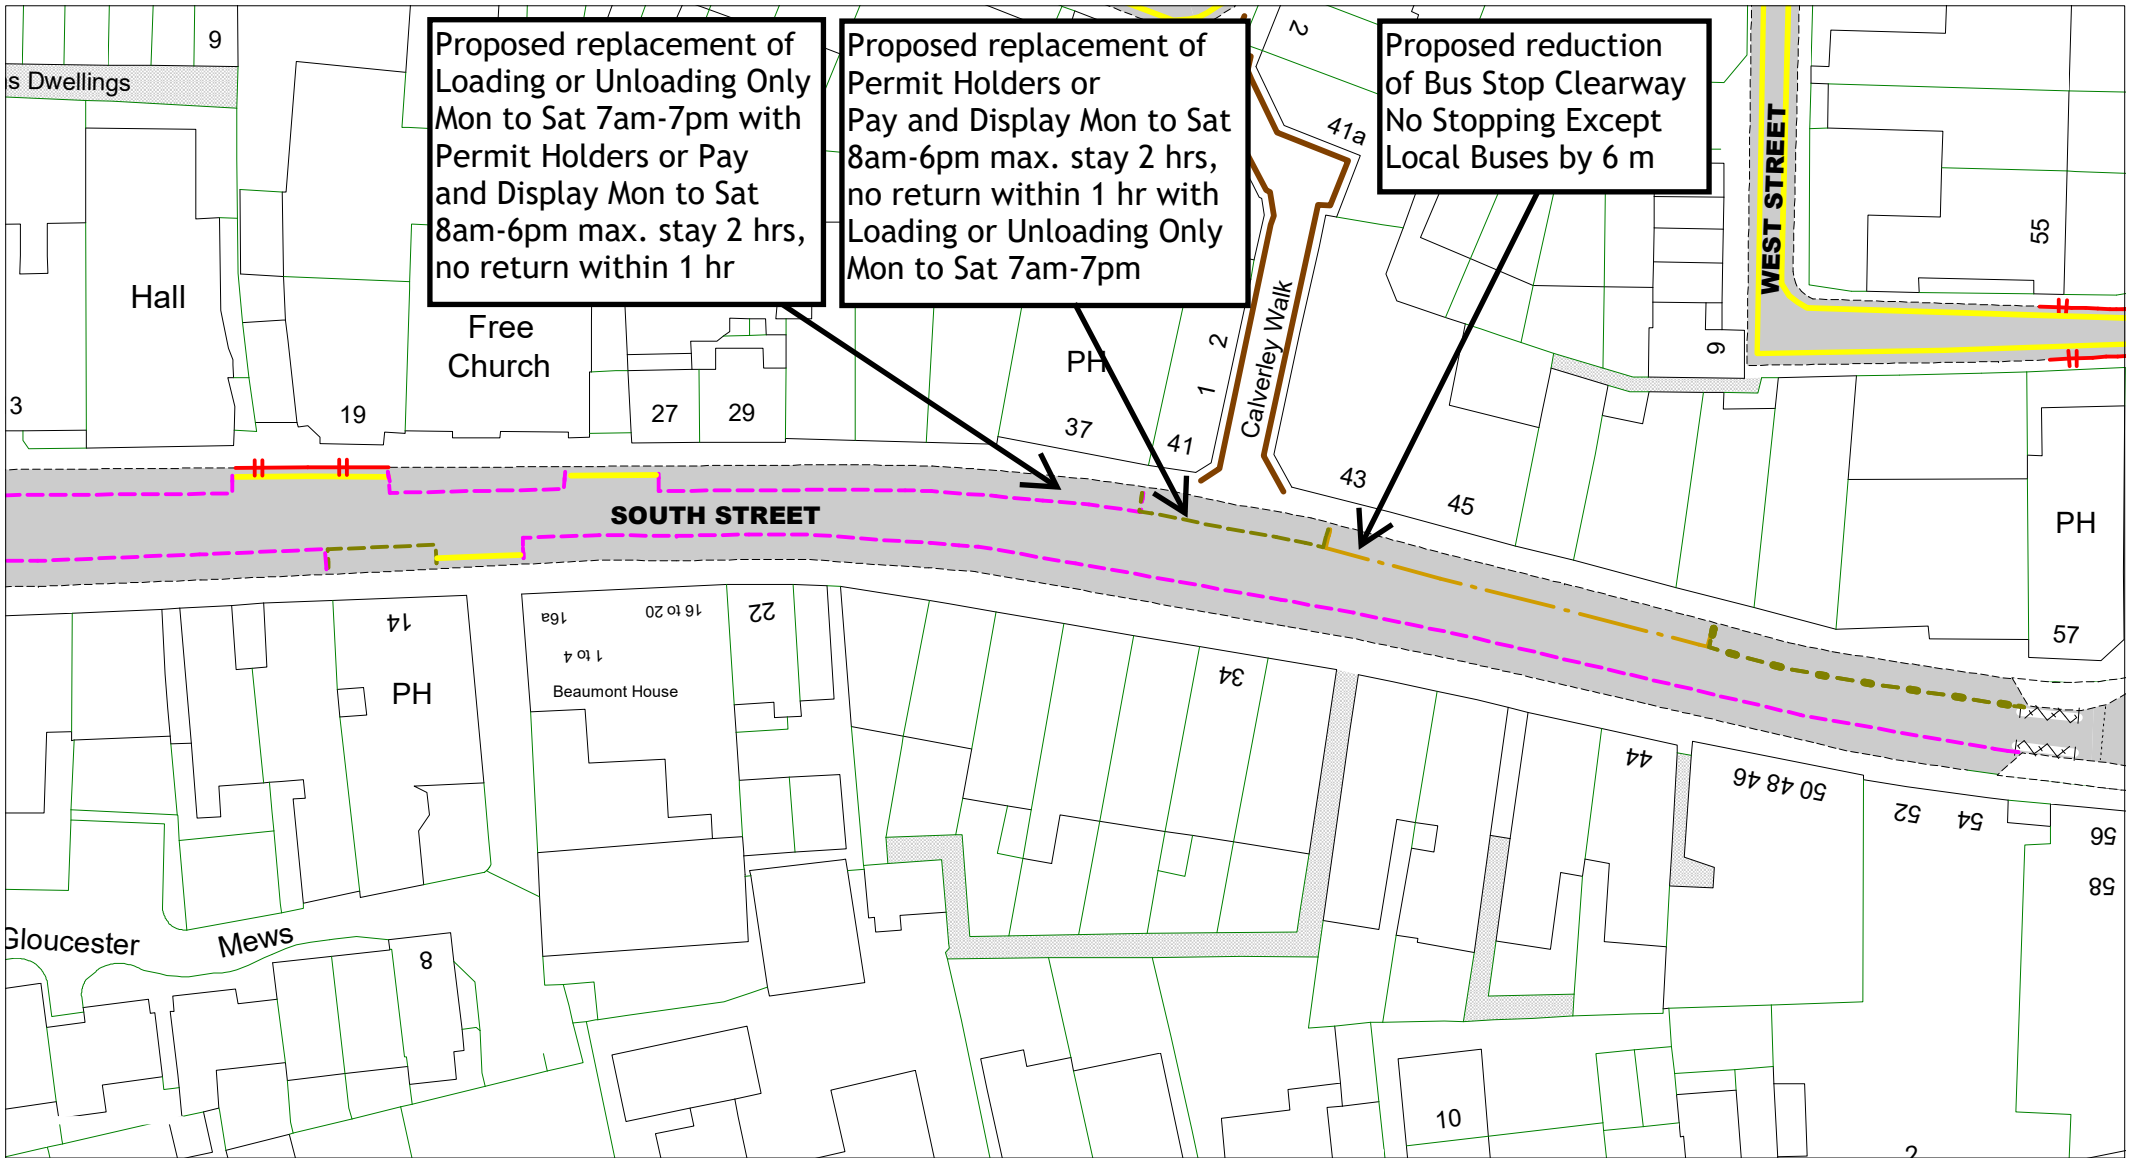 Proposed replacement of
Loading or Unloading Only
Mon to Sat 7am-7pm with
Permit Holders or Pay
and Display Mon to Sat
8am-6pm max. stay 2 hrs,
no return within 1 hr
Proposed replacement of
Permit Holders or
Pay and Display Mon to Sat
8am-6pm max. stay 2 hrs,
no return within 1 hr with
Loading or Unloading Only
Mon to Sat 7am-7pm
Proposed reduction
of Bus Stop Clearway
No Stopping Except
Local Buses by 6 m
9
s Dwellings
2
41a
WEST STREET
55
Hall
Free
Church
PH
2
1
Calverley Walk
9
3
19
27
29
37
41
43
45
PH
57
SOUTH STREET
14
PH
16a
16 to 20
22
1 to 4
Beaumont House
34
44
50 48 46
52
54
56
58
Gloucester
Mews
8
10
2